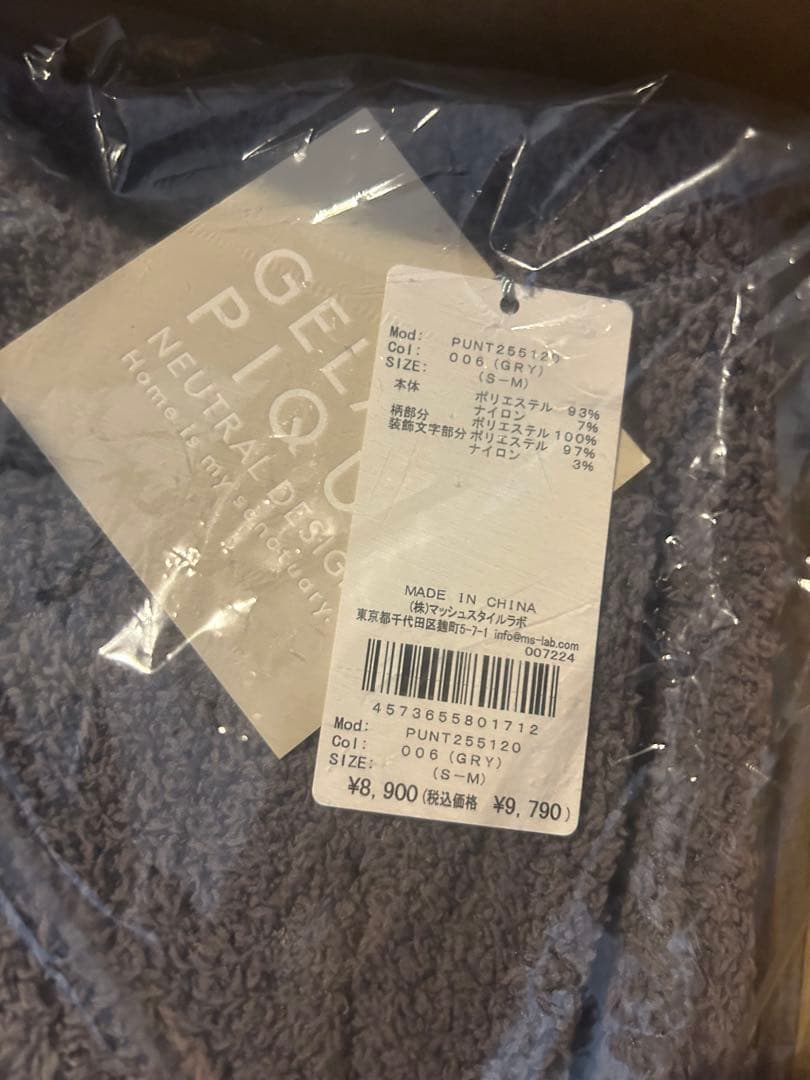 GELA
PIQU
NEUTRAL DESIG
Home is my sanctuary.
Mod: PUNT255120
Col: 006 (GRY)
SIZE: (S-M)
本体 ポリエステル 93%
ナイロン 7%
柄部分 ポリエステル 100%
装飾文字部分 ポリエステル 97%
ナイロン 3%
MADE IN CHINA
(株)マッシュスタイルラボ
東京都千代田区麹町5-7-1 info@ms-lab.com
007224
4573655801712
Mod: PUNT255120
Col: 006 (GRY)
SIZE: (S-M)
¥8,900(税込価格 ¥9,790)